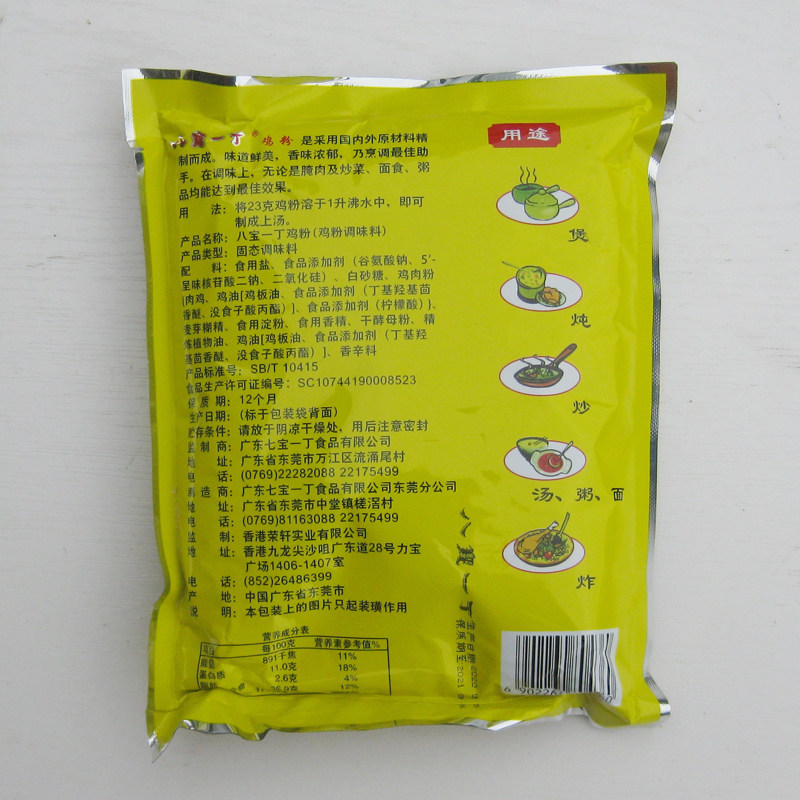 八宝一丁® 鸡粉 是采用国内外原材料精
制而成。味道鲜美，香味浓郁，乃烹调最佳助
手。在调味上，无论是腌肉及炒菜、面食、粥
品均能达到最佳效果。
用 法：将23克鸡粉溶于1升沸水中，即可
制成上汤。
产品名称：八宝一丁鸡粉(鸡粉调味料)
产品类型：固态调味料
配 料：食用盐、食品添加剂（谷氨酸钠、5′-
呈味核苷酸二钠、二氧化硅）、白砂糖、鸡肉粉
[肉鸡、鸡油[鸡板油、食品添加剂（丁基羟基茴
香醚、没食子酸丙酯）]、食品添加剂（柠檬酸）]、
麦芽糊精、食用淀粉、食用香精、干酵母粉、精
炼植物油、鸡油[鸡板油、食品添加剂（丁基羟
基茴香醚、没食子酸丙酯）]、香辛料
产品标准号：SB/T 10415
食品生产许可证编号：SC10744190008523
保 质 期：12个月
生产日期：（标于包装袋背面）
贮存条件：请放于阴凉干燥处，用后注意密封
监 制 商：广东七宝一丁食品有限公司
地 址：广东省东莞市万江区流涌尾村
电 话：(0769)22282088 22175499
制 造 商：广东七宝一丁食品有限公司东莞分公司
地 址：广东省东莞市中堂镇槎滘村
电 话：(0769)81163088 22175499
监 制：香港荣轩实业有限公司
地 址：香港九龙尖沙咀广东道28号力宝
广场1406-1407室
电 话：(852)26486399
产 地：中国广东省东莞市
说 明：本包装上的图片只起装璜作用
营养成分表
每100克 营养素参考值%
891千焦 11%
11.0克 18%
蛋白质 2.6克 4%
12%
用途
煲
炖
炒
汤、粥、面
炸
八宝一丁
生产日期 2020
保质期至 2021